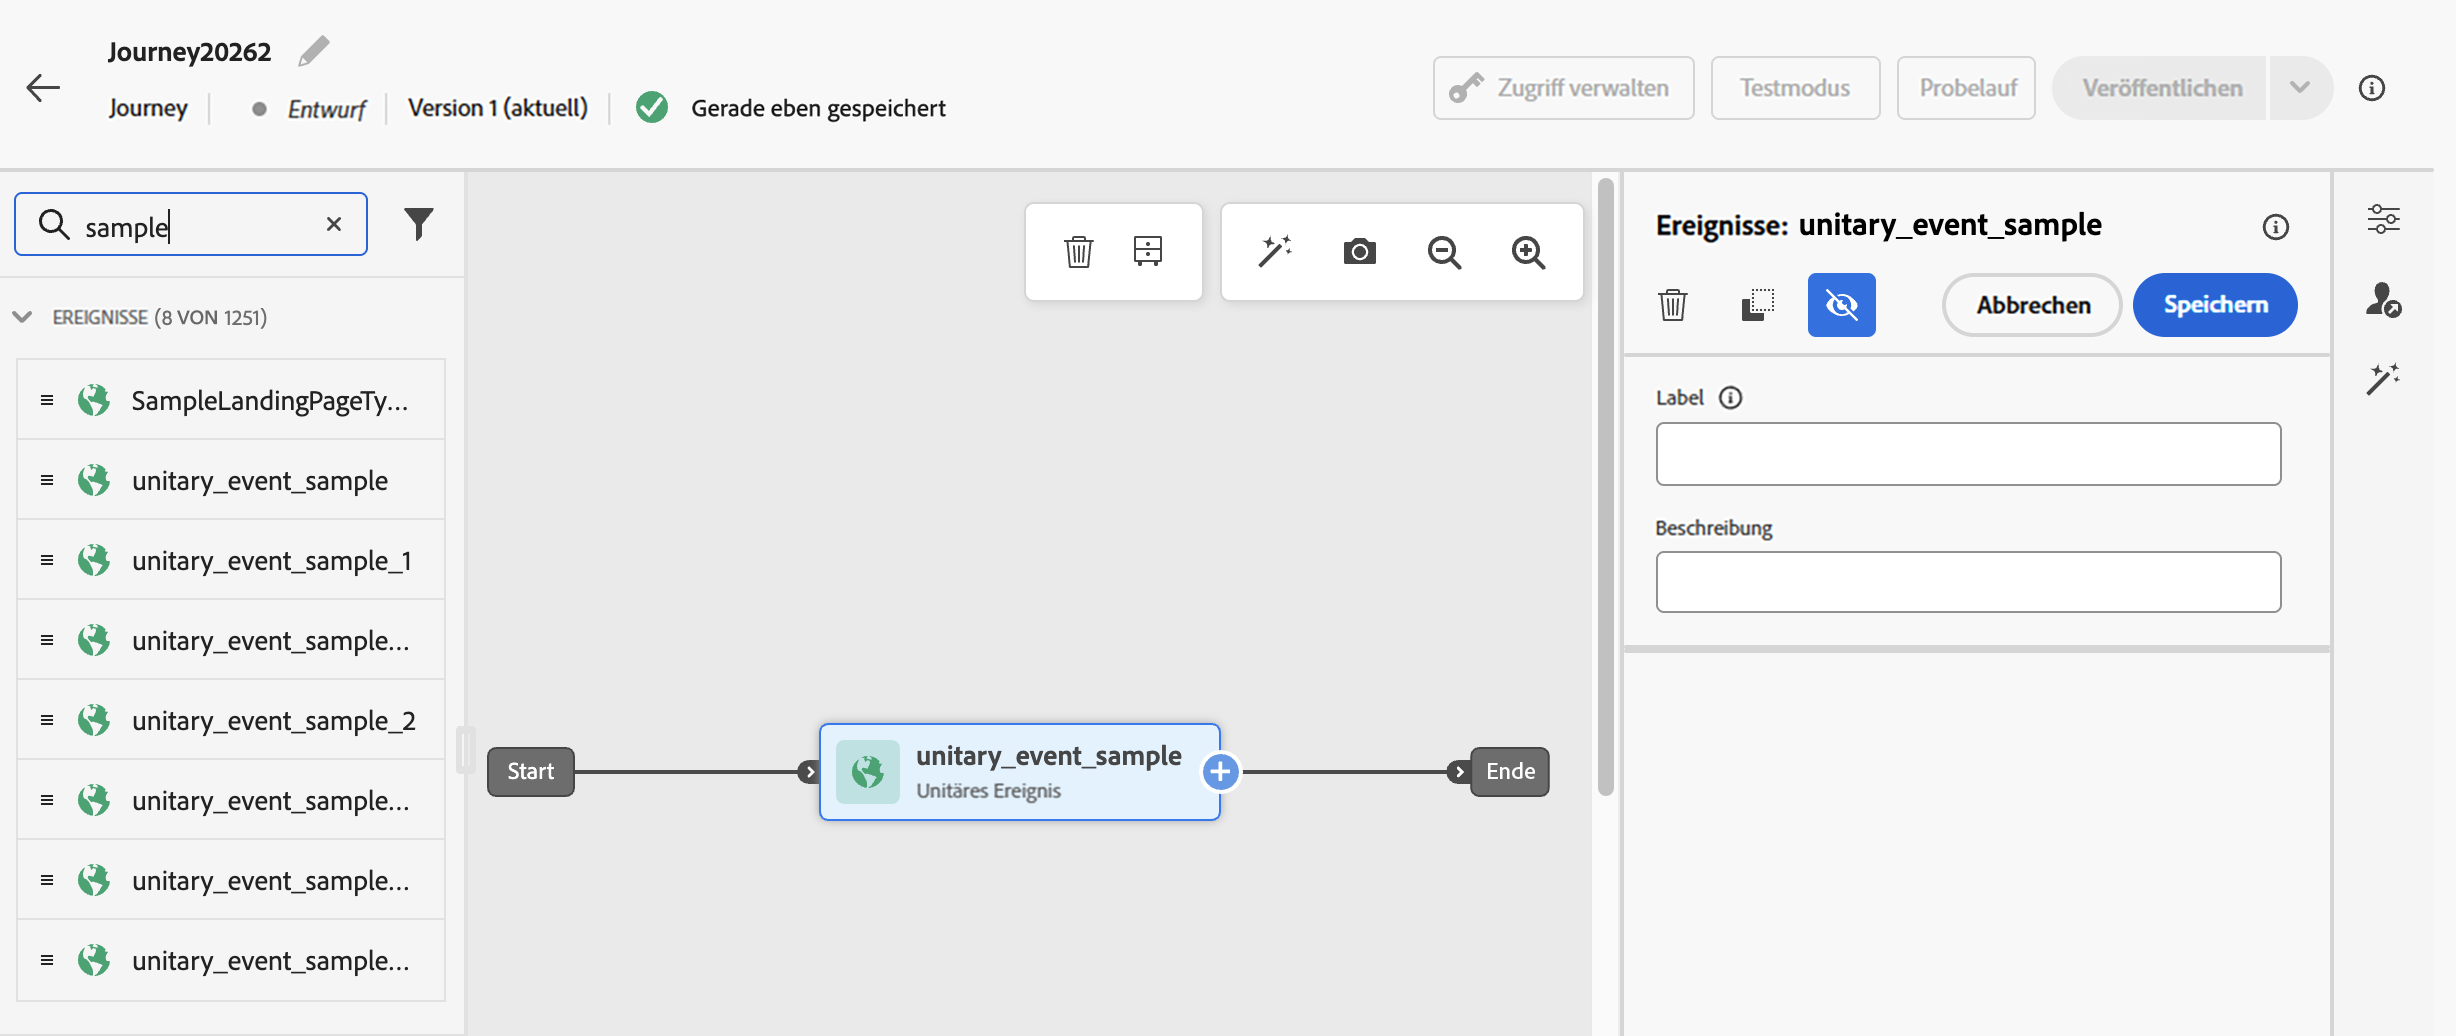 Journey20262
Journey
Entwurf
Version 1 (aktuell)
Gerade eben gespeichert
Zugriff verwalten
Testmodus
Probelauf
Veröffentlichen
sample
EREIGNISSE (8 VON 1251)
SampleLandingPageTy...
unitary_event_sample
unitary_event_sample_1
unitary_event_sample...
unitary_event_sample_2
unitary_event_sample...
unitary_event_sample...
unitary_event_sample...
Start
unitary_event_sample
Unitäres Ereignis
Ende
Ereignisse: unitary_event_sample
Abbrechen
Speichern
Label
Beschreibung